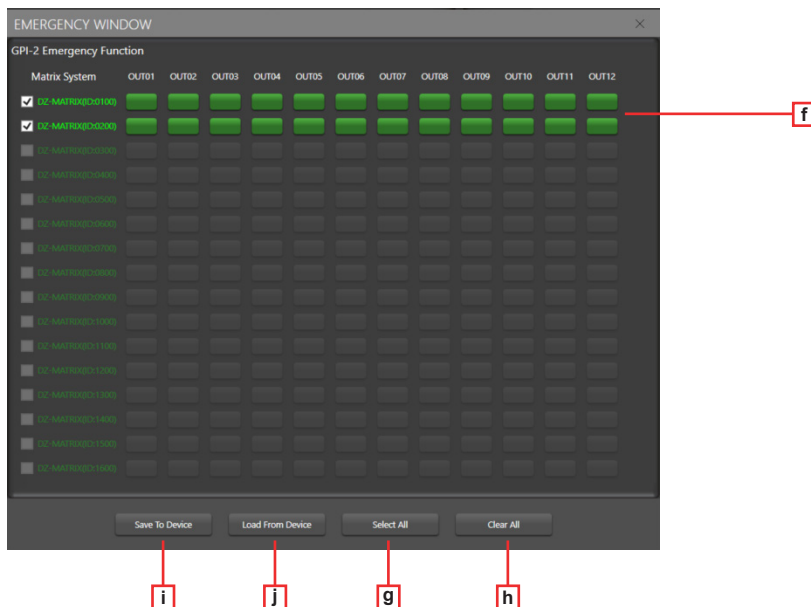 EMERGENCY WINDOW
GPI-2 Emergency Function
Matrix System OUT01 OUT02 OUT03 OUT04 OUT05 OUT06 OUT07 OUT08 OUT09 OUT10 OUT11 OUT12
DZ-MATRIX(ID:0100)
f
DZ-MATRIX(ID:0200)
DZ-MATRIX(ID:0300)
DZ-MATRIX(ID:0400)
DZ-MATRIX(ID:0500)
DZ-MATRIX(ID:0600)
DZ-MATRIX(ID:0700)
DZ-MATRIX(ID:0800)
DZ-MATRIX(ID:0900)
DZ-MATRIX(ID:1000)
DZ-MATRIX(ID:1100)
DZ-MATRIX(ID:1200)
DZ-MATRIX(ID:1300)
DZ-MATRIX(ID:1400)
DZ-MATRIX(ID:1500)
DZ-MATRIX(ID:1600)
Save To Device Load From Device Select All Clear All
i j g h